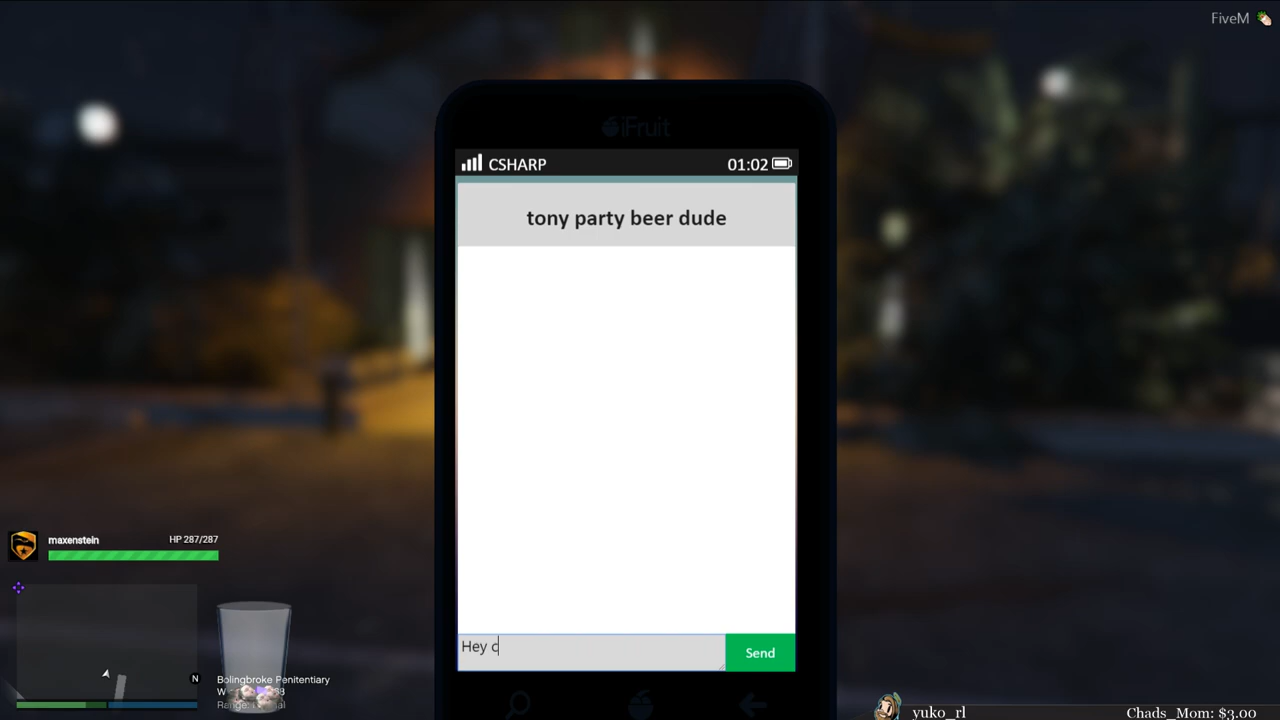 FiveM
iFruit
CSHARP 01:02
tony party beer dude
Hey c
Send
maxenstein HP 287/287
N
Bolingbroke Penitentiary
yuko_rl Chads_Mom: $3.00